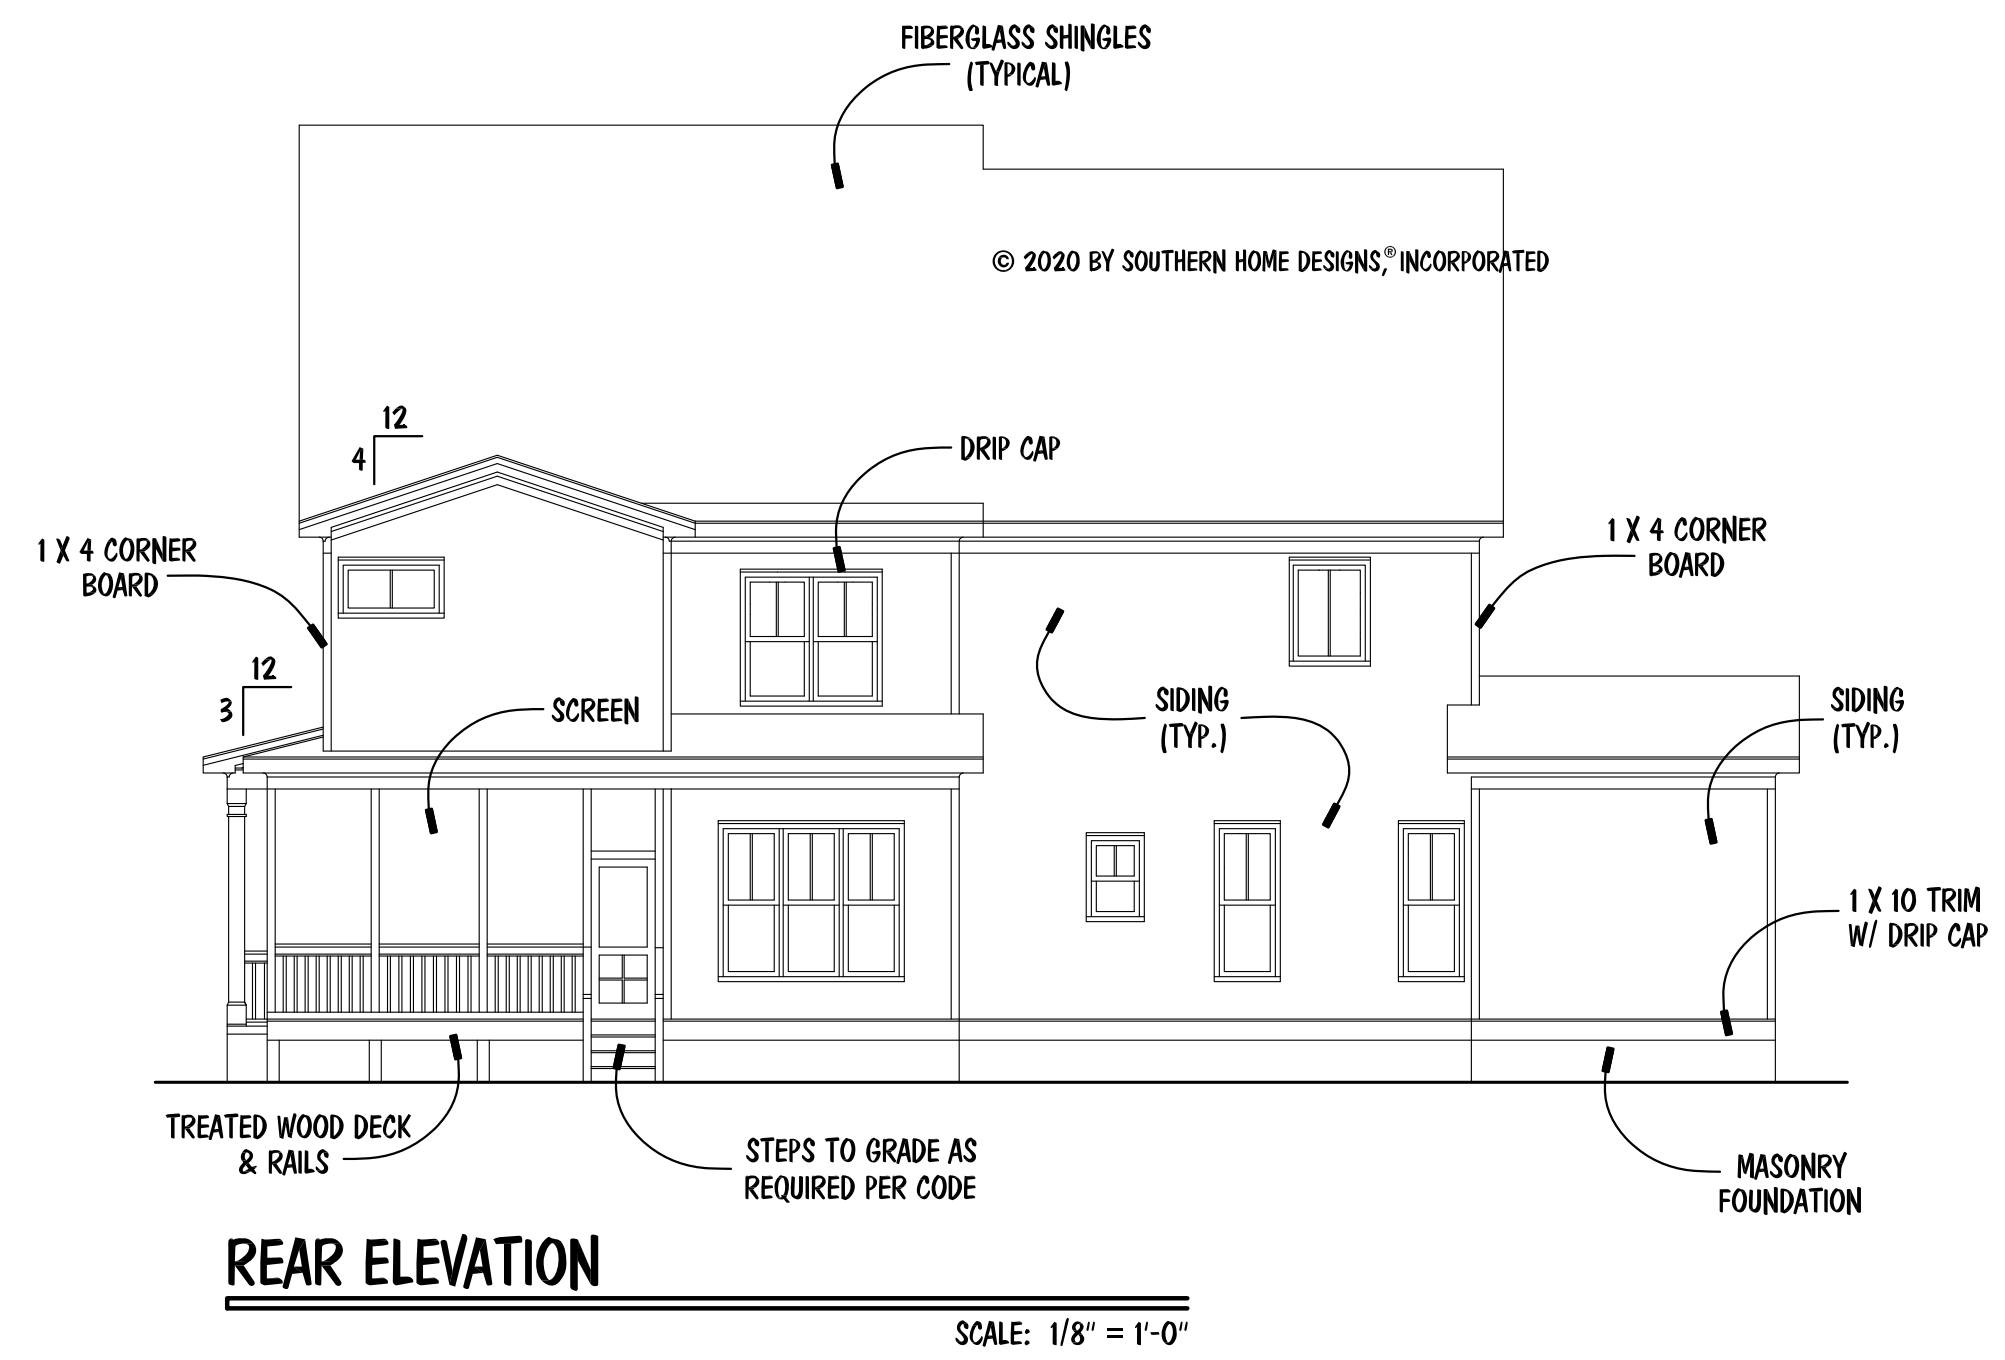 FIBERGLASS SHINGLES
(TYPICAL)
© 2020 BY SOUTHERN HOME DESIGNS,® INCORPORATED
12
4
DRIP CAP
1 X 4 CORNER
BOARD
1 X 4 CORNER
BOARD
12
3
SCREEN
SIDING
(TYP.)
SIDING
(TYP.)
1 X 10 TRIM
W/ DRIP CAP
TREATED WOOD DECK
& RAILS
STEPS TO GRADE AS
REQUIRED PER CODE
MASONRY
FOUNDATION
REAR ELEVATION
SCALE: 1/8" = 1'-0"